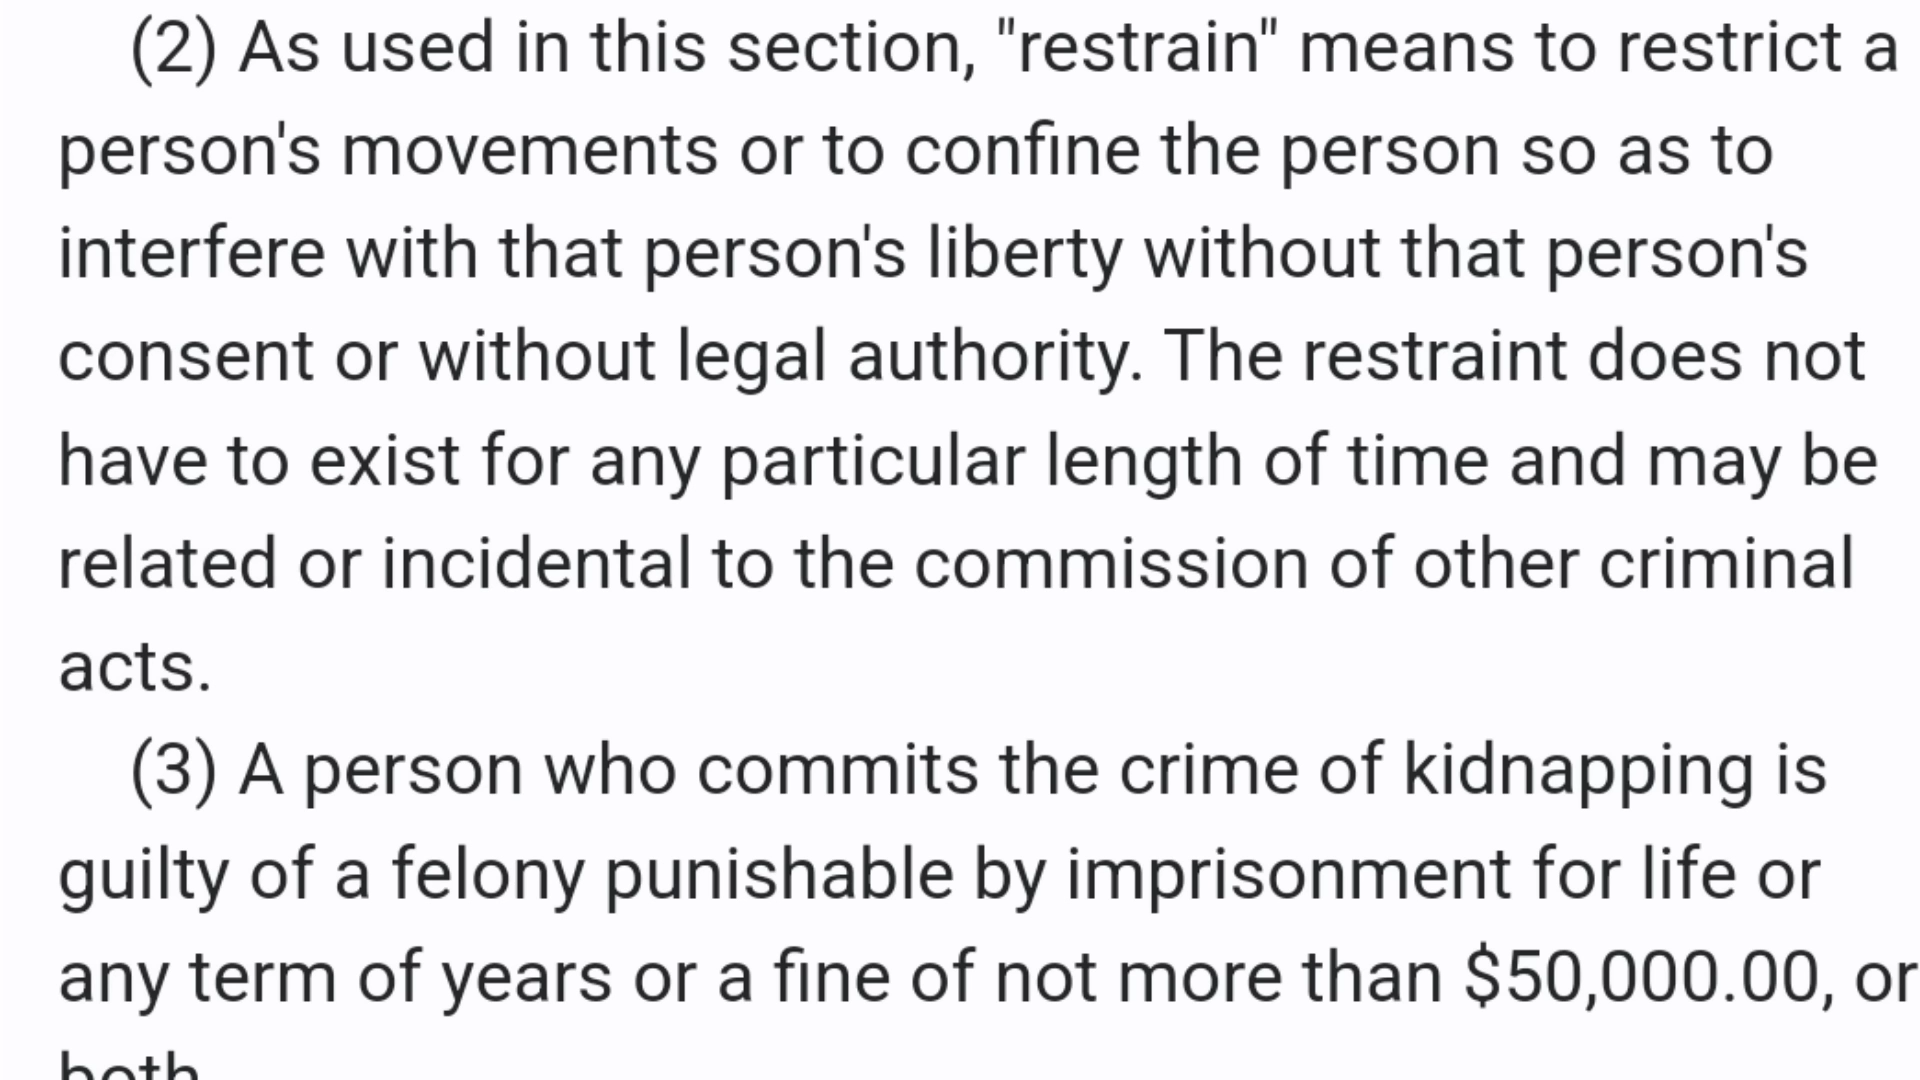 (2) As used in this section, "restrain" means to restrict a
person's movements or to confine the person so as to
interfere with that person's liberty without that person's
consent or without legal authority. The restraint does not
have to exist for any particular length of time and may be
related or incidental to the commission of other criminal
acts.
(3) A person who commits the crime of kidnapping is
guilty of a felony punishable by imprisonment for life or
any term of years or a fine of not more than $50,000.00, or
both